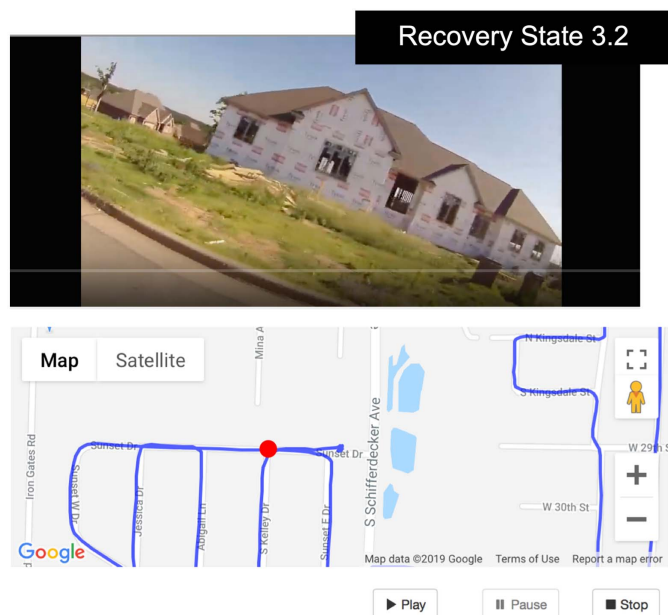 Recovery State 3.2
N Kingsdale St
Map
Satellite
Mina A
S Kingsdale St
S Schifferdecker Ave
Iron Gates Rd
Sunset Dr
Sunset Dr
W 29th S
Sunset W Dr
Jessica Dr
Abigail Ln
S Kelley Dr
Sunset E Dr
W 30th St
Google
Map data ©2019 Google
Terms of Use
Report a map error
Play
Pause
Stop